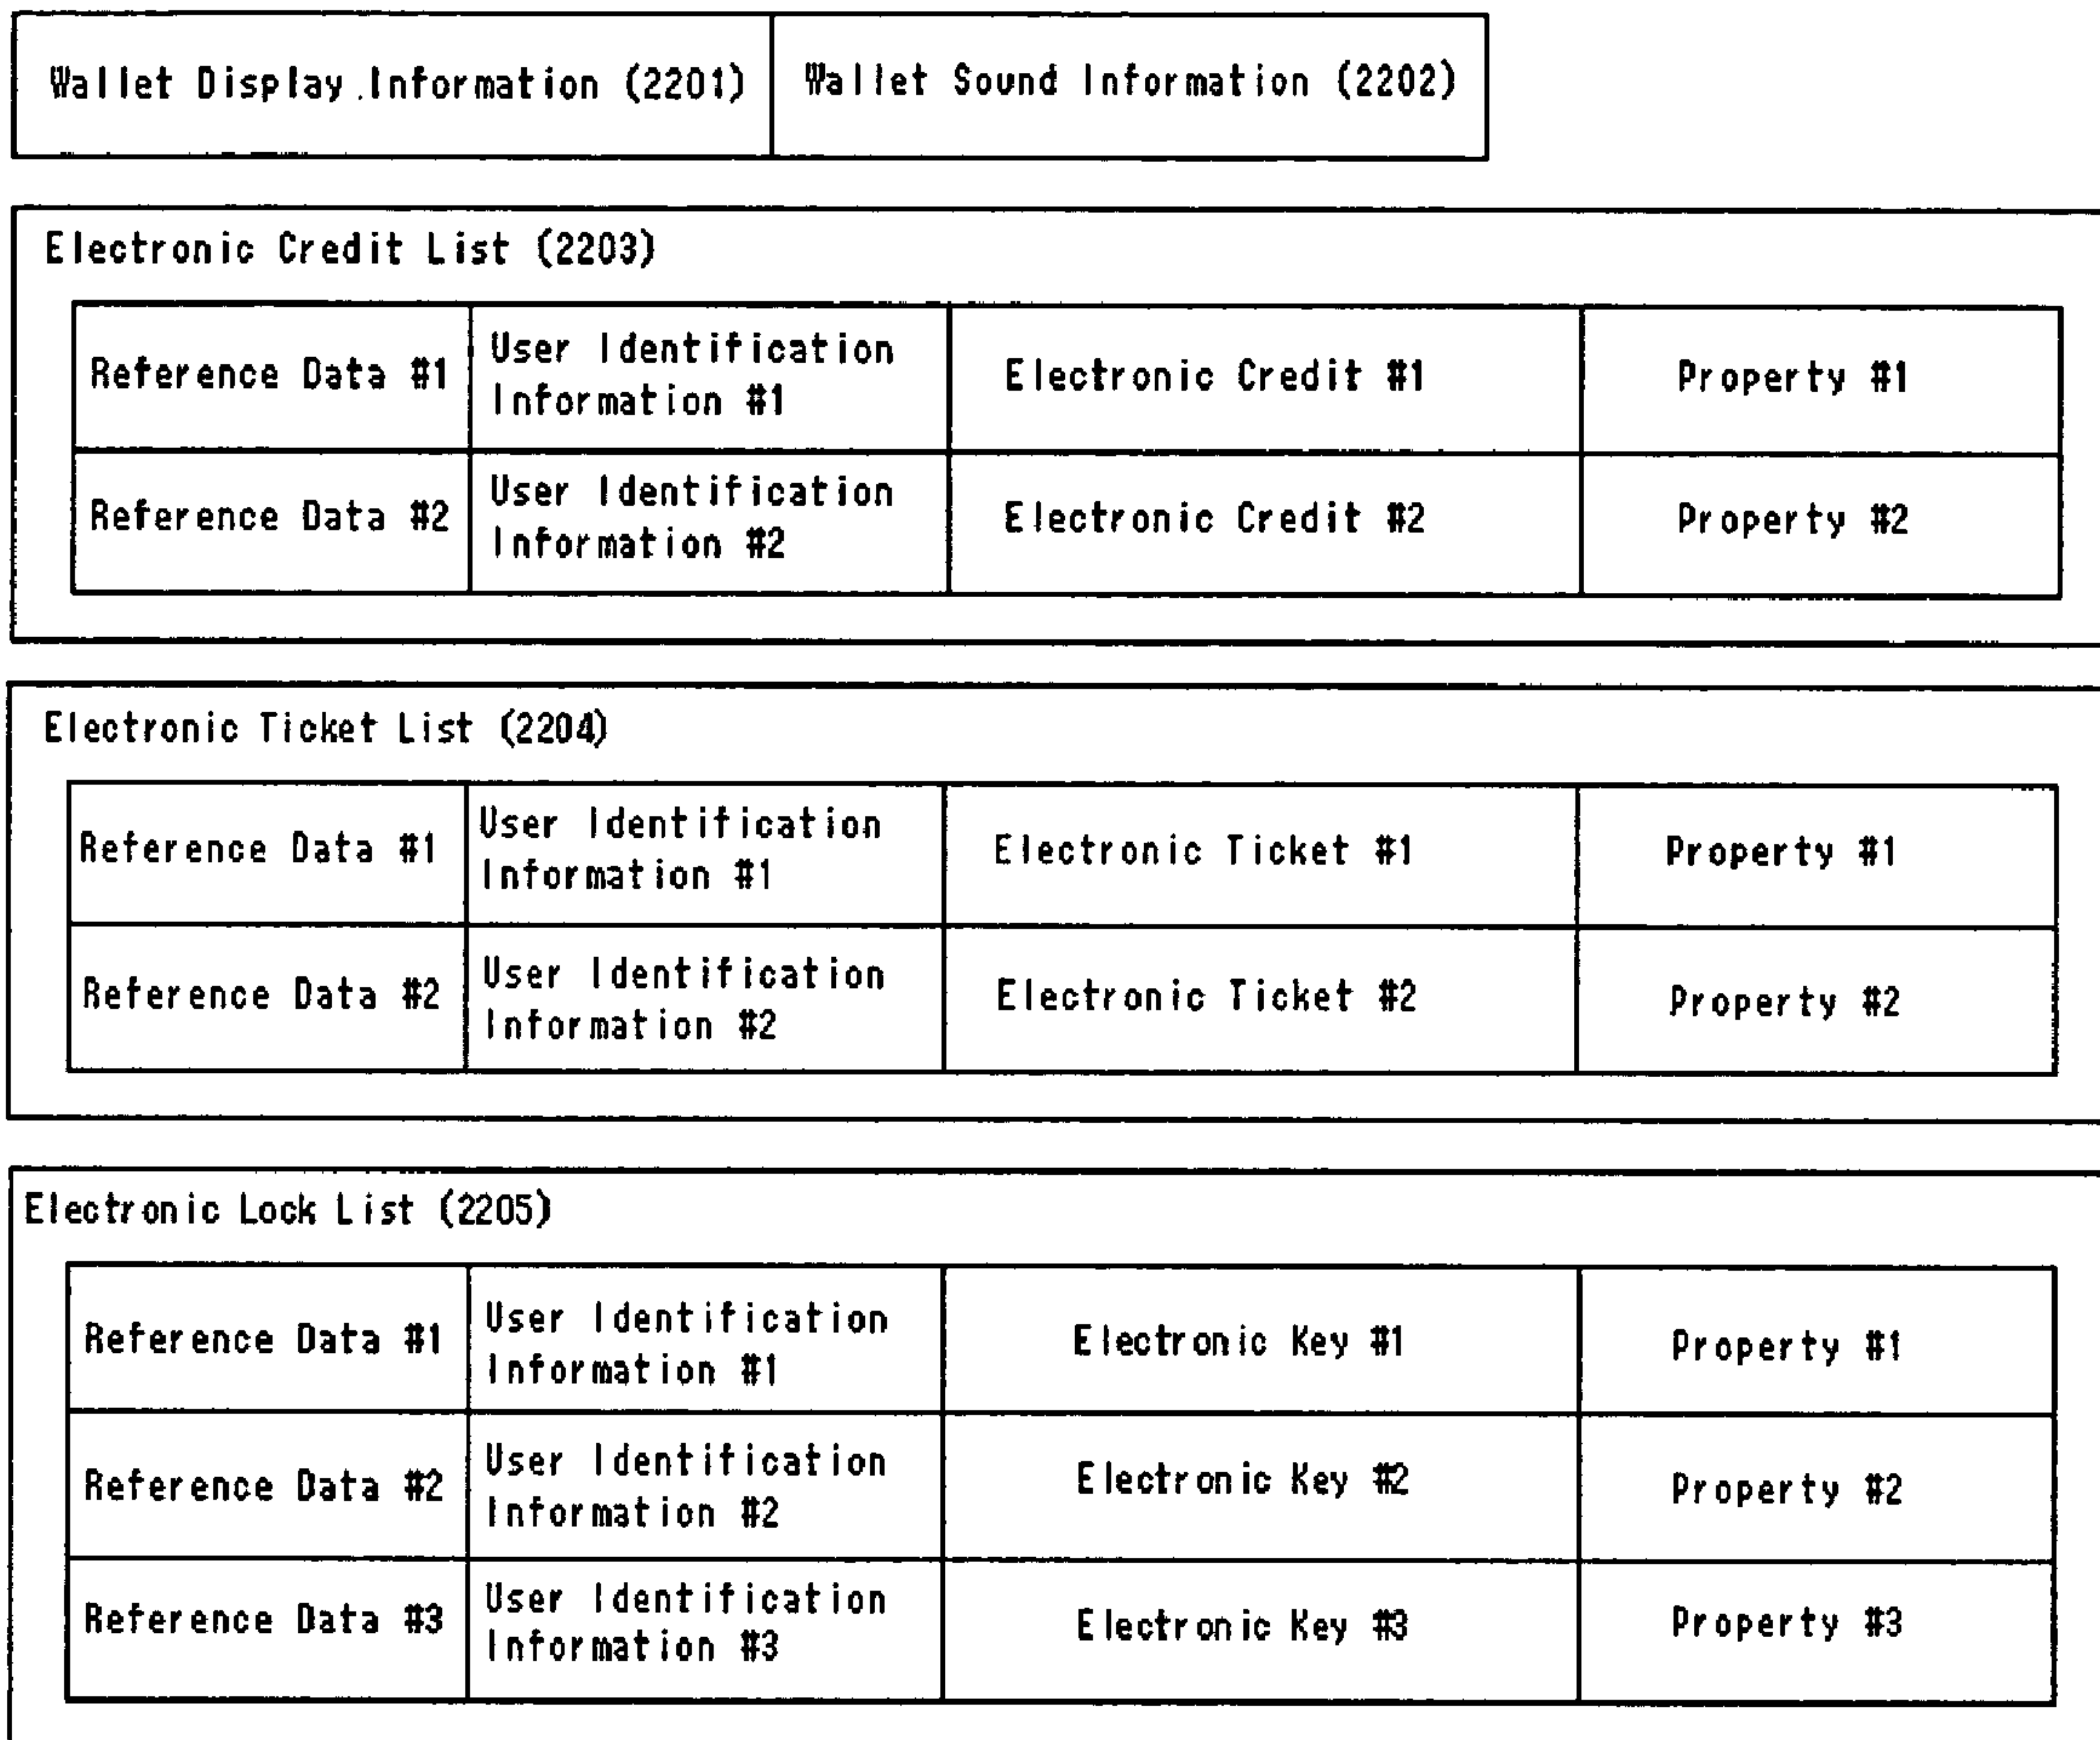 Wallet Display Information (2201)
Wallet Sound Information (2202)
Electronic Credit List (2203)
Reference Data #1
User Identification
Information #1
Electronic Credit #1
Property #1
Reference Data #2
User Identification
Information #2
Electronic Credit #2
Property #2
Electronic Ticket List (2204)
Reference Data #1
User Identification
Information #1
Electronic Ticket #1
Property #1
Reference Data #2
User Identification
Information #2
Electronic Ticket #2
Property #2
Electronic Lock List (2205)
Reference Data #1
User Identification
Information #1
Electronic Key #1
Property #1
Reference Data #2
User Identification
Information #2
Electronic Key #2
Property #2
Reference Data #3
User Identification
Information #3
Electronic Key #3
Property #3